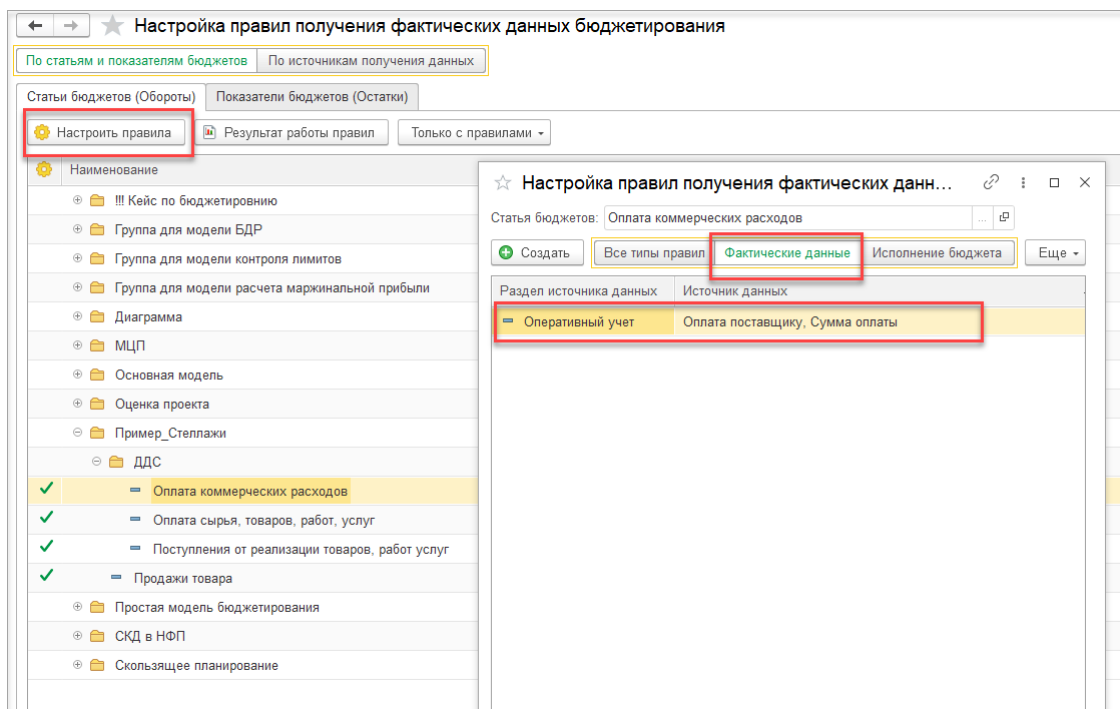 Настройка правил получения фактических данных бюджетирования
По статьям и показателям бюджетов По источникам получения данных
Статьи бюджетов (Обороты) Показатели бюджетов (Остатки)
Настроить правила Результат работы правил Только с правилами
Наименование
!!! Кейс по бюджетировнию
Группа для модели БДР
Группа для модели контроля лимитов
Группа для модели расчета маржинальной прибыли
Диаграмма
МЦП
Основная модель
Оценка проекта
Пример_Стеллажи
ДДС
Оплата коммерческих расходов
Оплата сырья, товаров, работ, услуг
Поступления от реализации товаров, работ услуг
Продажи товара
Простая модель бюджетирования
СКД в НФП
Скользящее планирование
Настройка правил получения фактических данн...
Статья бюджетов: Оплата коммерческих расходов ...
Создать Все типы правил Фактические данные Исполнение бюджета Еще
Раздел источника данных Источник данных
Оперативный учет Оплата поставщику, Сумма оплаты